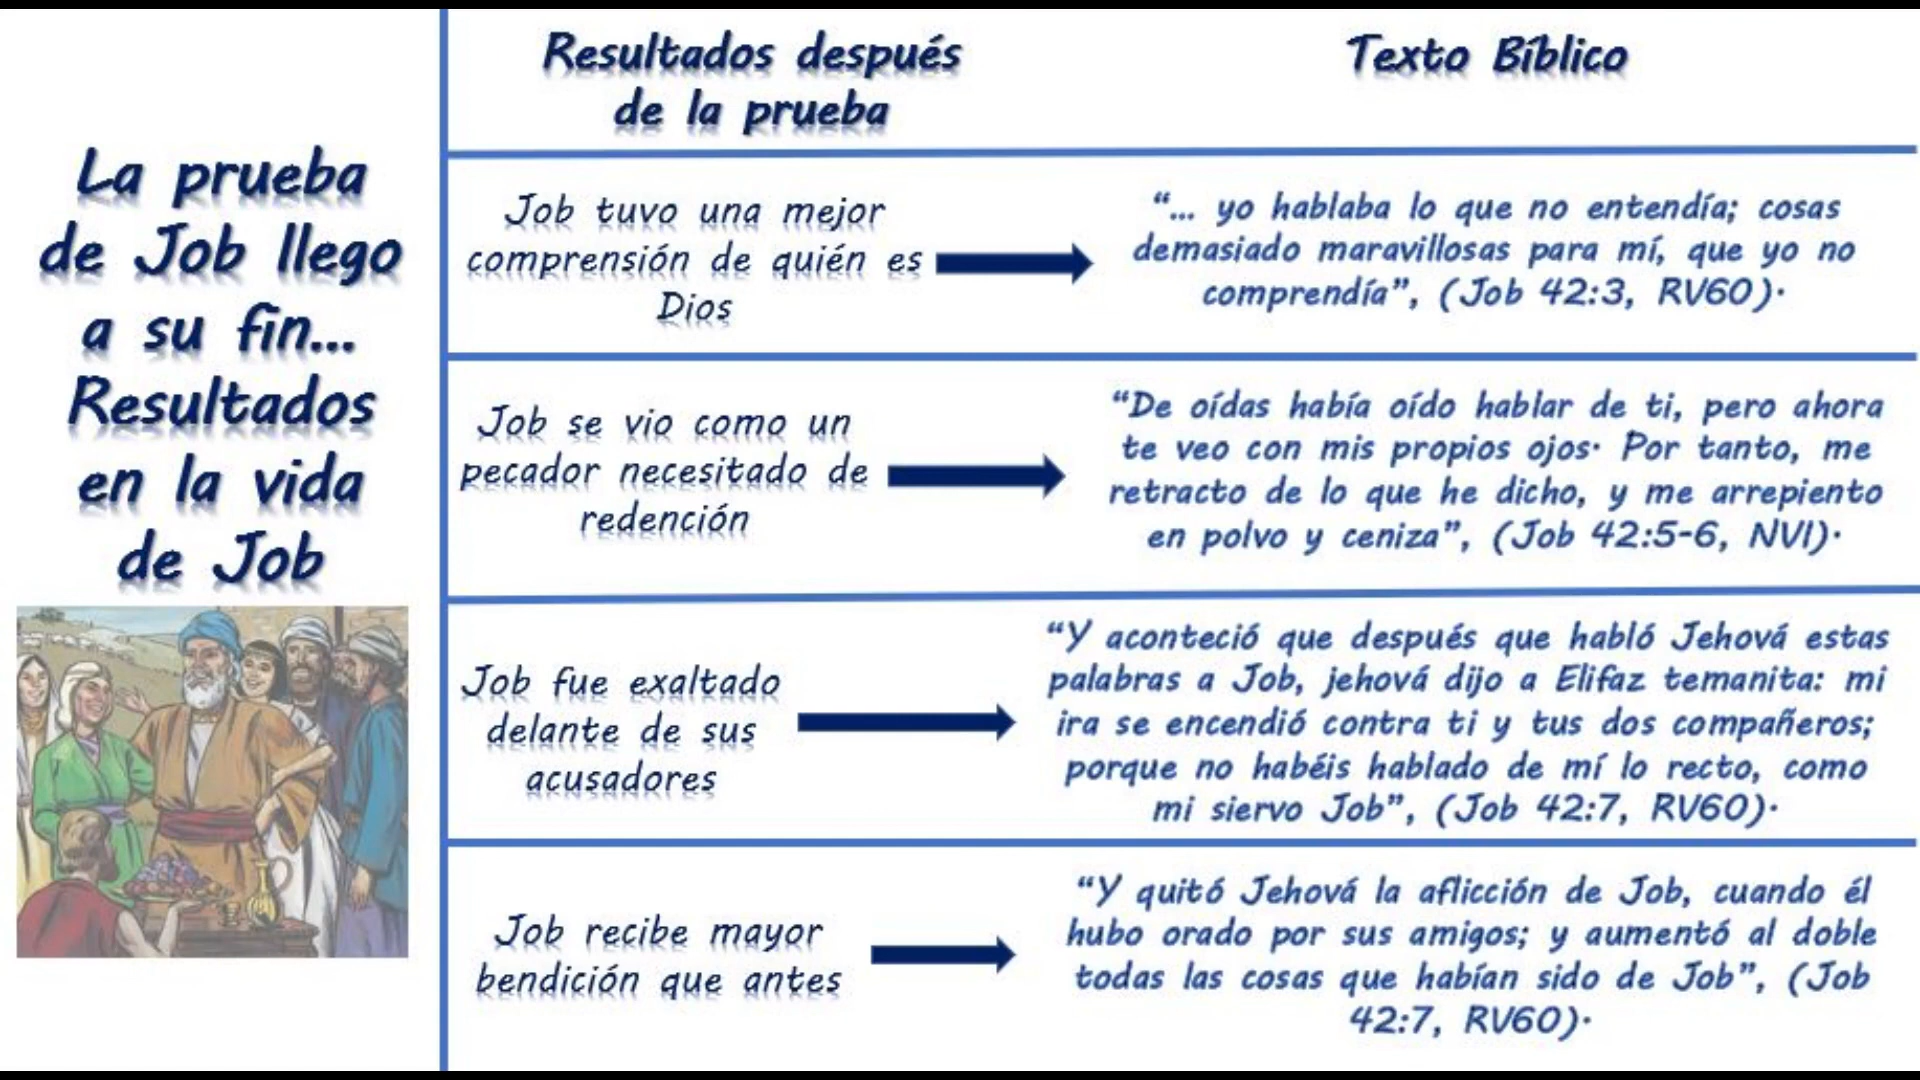 La prueba
de Job llego
a su fin...
Resultados
en la vida
de Job
Resultados después
de la prueba
Texto Bíblico
Job tuvo una mejor
comprensión de quién es
Dios
“... yo hablaba lo que no entendía; cosas
demasiado maravillosas para mí, que yo no
comprendía”, (Job 42:3, RV60).
Job se vio como un
pecador necesitado de
redención
“De oídas había oído hablar de ti, pero ahora
te veo con mis propios ojos. Por tanto, me
retracto de lo que he dicho, y me arrepiento
en polvo y ceniza”, (Job 42:5-6, NVI).
Job fue exaltado
delante de sus
acusadores
“Y aconteció que después que habló Jehová estas
palabras a Job, jehová dijo a Elifaz temanita: mi
ira se encendió contra ti y tus dos compañeros;
porque no habéis hablado de mí lo recto, como
mi siervo Job”, (Job 42:7, RV60).
Job recibe mayor
bendición que antes
“Y quitó Jehová la aflicción de Job, cuando él
hubo orado por sus amigos; y aumentó al doble
todas las cosas que habían sido de Job”, (Job
42:7, RV60).